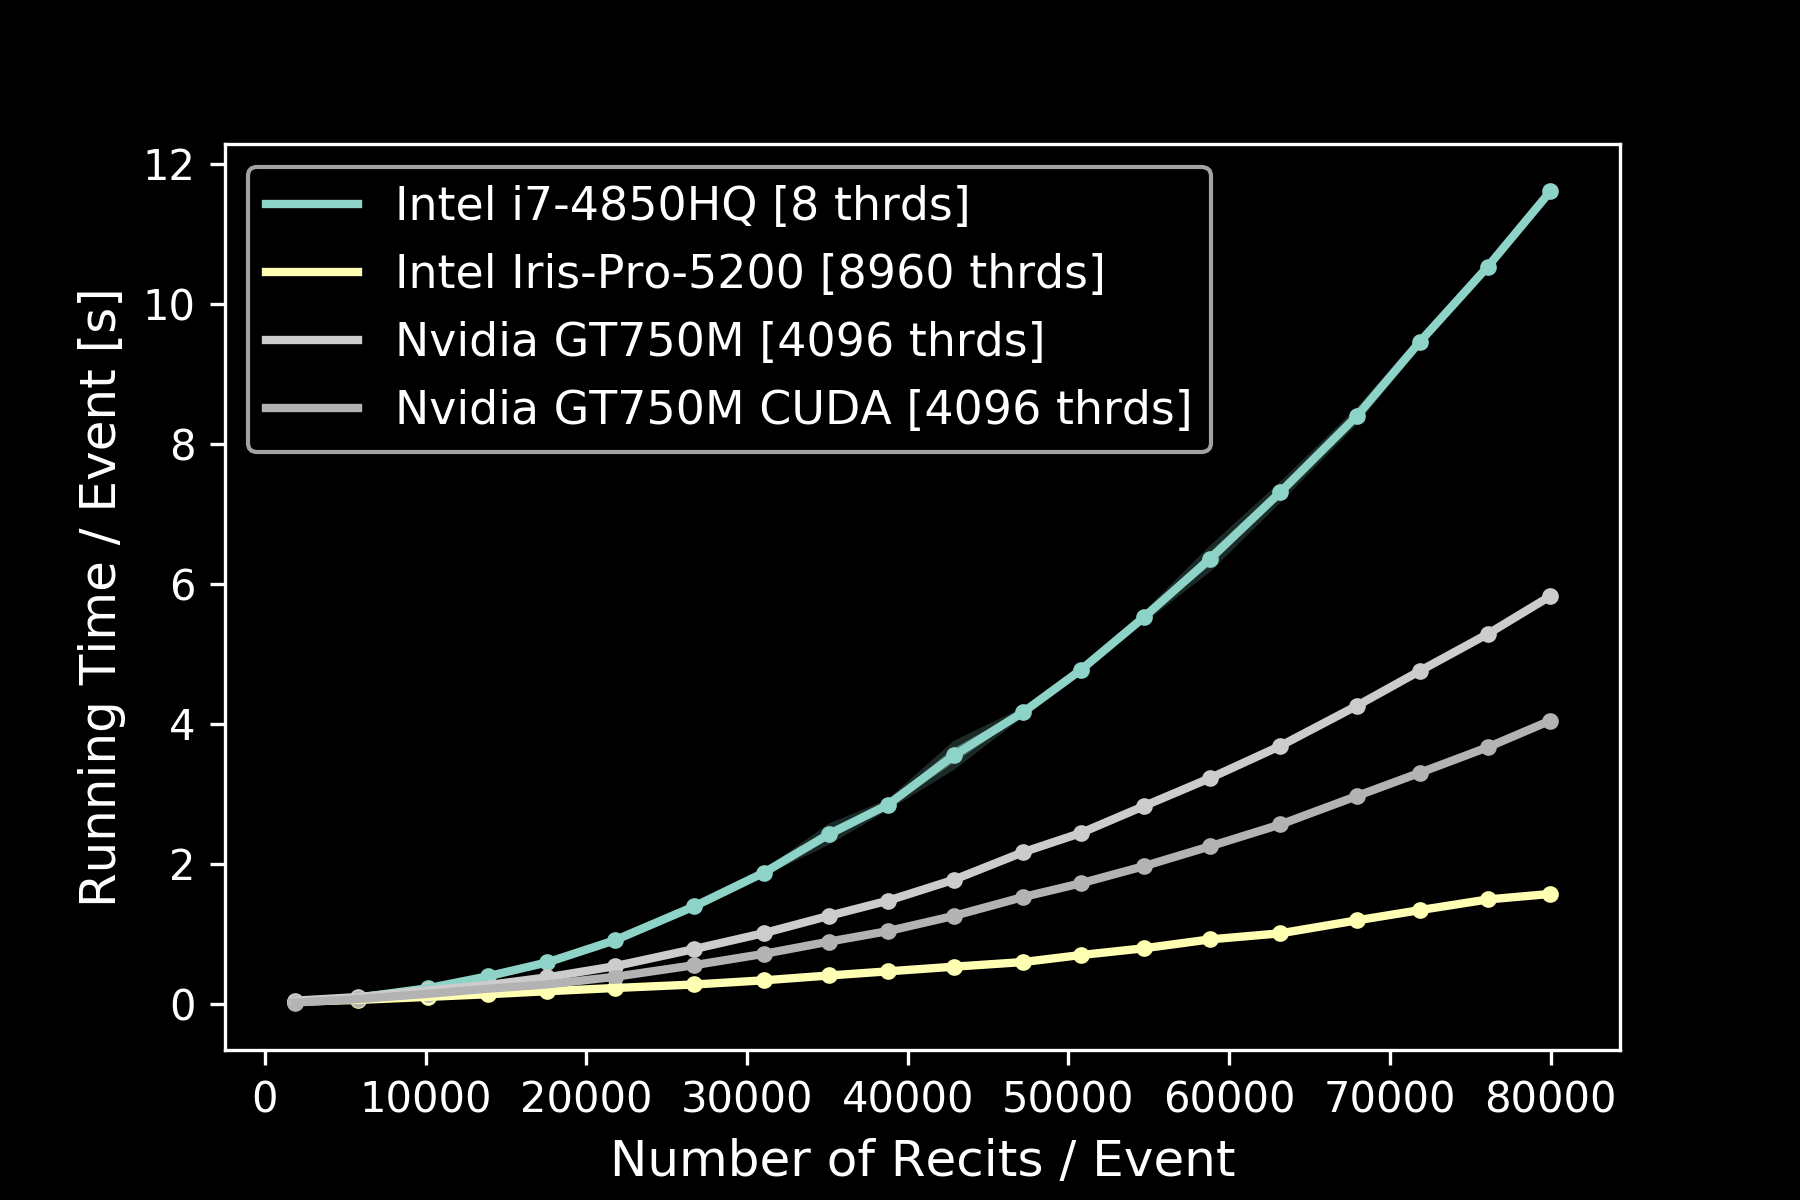 12
10
8
6
4
2
0
Running Time / Event [s]
Intel i7-4850HQ [8 thrds]
Intel Iris-Pro-5200 [8960 thrds]
Nvidia GT750M [4096 thrds]
Nvidia GT750M CUDA [4096 thrds]
0 10000 20000 30000 40000 50000 60000 70000 80000
Number of Recits / Event